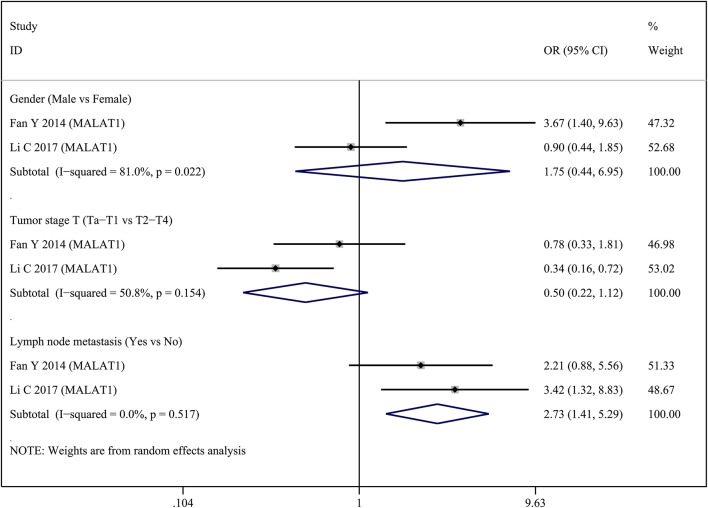 Study %
ID OR (95% CI) Weight
Gender (Male vs Female)
Fan Y 2014 (MALAT1) 3.67 (1.40, 9.63) 47.32
Li C 2017 (MALAT1) 0.90 (0.44, 1.85) 52.68
Subtotal (I−squared = 81.0%, p = 0.022) 1.75 (0.44, 6.95) 100.00
.
Tumor stage T (Ta−T1 vs T2−T4)
Fan Y 2014 (MALAT1) 0.78 (0.33, 1.81) 46.98
Li C 2017 (MALAT1) 0.34 (0.16, 0.72) 53.02
Subtotal (I−squared = 50.8%, p = 0.154) 0.50 (0.22, 1.12) 100.00
.
Lymph node metastasis (Yes vs No)
Fan Y 2014 (MALAT1) 2.21 (0.88, 5.56) 51.33
Li C 2017 (MALAT1) 3.42 (1.32, 8.83) 48.67
Subtotal (I−squared = 0.0%, p = 0.517) 2.73 (1.41, 5.29) 100.00
.
NOTE: Weights are from random effects analysis
.104 1 9.63